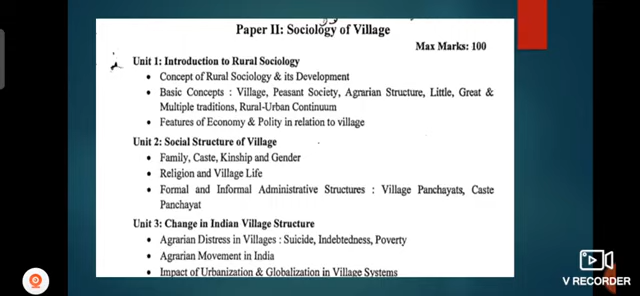 Paper II: Sociology of Village
Max Marks: 100
Unit 1: Introduction to Rural Sociology
• Concept of Rural Sociology & its Development
• Basic Concepts : Village, Peasant Society, Agrarian Structure, Little, Great &
Multiple traditions, Rural-Urban Continuum
• Features of Economy & Polity in relation to village
Unit 2: Social Structure of Village
• Family, Caste, Kinship and Gender
• Religion and Village Life
• Formal and Informal Administrative Structures : Village Panchayats, Caste
Panchayat
Unit 3: Change in Indian Village Structure
• Agrarian Distress in Villages : Suicide, Indebtedness, Poverty
• Agrarian Movement in India
• Impact of Urbanization & Globalization in Village Systems
V RECORDER